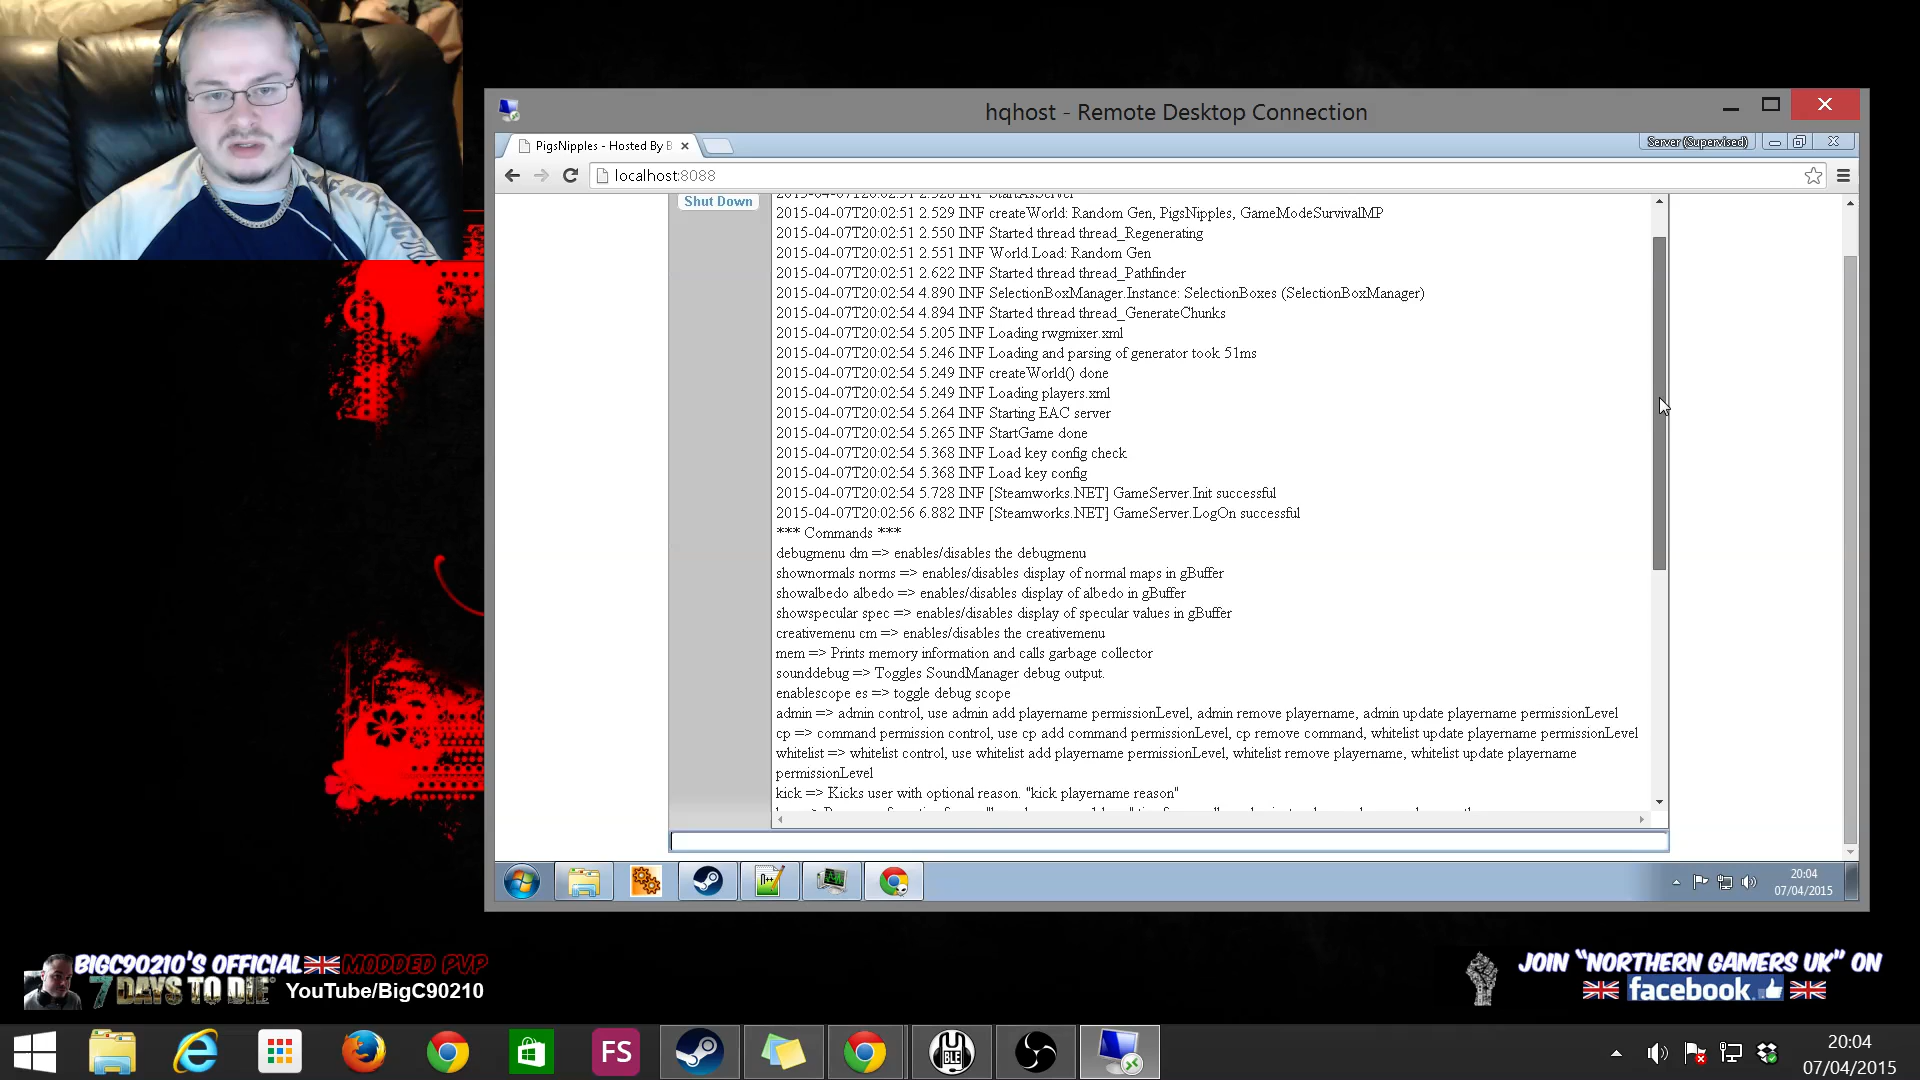 hqhost - Remote Desktop Connection
PigsNipples - Hosted By B
Server (Supervised)
localhost:8088
Shut Down
2015-04-07T20:02:51 2.528 INF StartAsServer
2015-04-07T20:02:51 2.529 INF createWorld: Random Gen, PigsNipples, GameModeSurvivalMP
2015-04-07T20:02:51 2.550 INF Started thread thread_Regenerating
2015-04-07T20:02:51 2.551 INF World.Load: Random Gen
2015-04-07T20:02:51 2.622 INF Started thread thread_Pathfinder
2015-04-07T20:02:54 4.890 INF SelectionBoxManager.Instance: SelectionBoxes (SelectionBoxManager)
2015-04-07T20:02:54 4.894 INF Started thread thread_GenerateChunks
2015-04-07T20:02:54 5.205 INF Loading rwgmixer.xml
2015-04-07T20:02:54 5.246 INF Loading and parsing of generator took 51ms
2015-04-07T20:02:54 5.249 INF createWorld() done
2015-04-07T20:02:54 5.249 INF Loading players.xml
2015-04-07T20:02:54 5.264 INF Starting EAC server
2015-04-07T20:02:54 5.265 INF StartGame done
2015-04-07T20:02:54 5.368 INF Load key config check
2015-04-07T20:02:54 5.368 INF Load key config
2015-04-07T20:02:54 5.728 INF [Steamworks.NET] GameServer.Init successful
2015-04-07T20:02:56 6.882 INF [Steamworks.NET] GameServer.LogOn successful
*** Commands ***
debugmenu dm => enables/disables the debugmenu
shownormals norms => enables/disables display of normal maps in gBuffer
showalbedo albedo => enables/disables display of albedo in gBuffer
showspecular spec => enables/disables display of specular values in gBuffer
creativemenu cm => enables/disables the creativemenu
mem => Prints memory information and calls garbage collector
sounddebug => Toggles SoundManager debug output.
enablescope es => toggle debug scope
admin => admin control, use admin add playername permissionLevel, admin remove playername, admin update playername permissionLevel
cp => command permission control, use cp add command permissionLevel, cp remove command, whitelist update playername permissionLevel
whitelist => whitelist control, use whitelist add playername permissionLevel, whitelist remove playername, whitelist update playername
permissionLevel
kick => Kicks user with optional reason. "kick playername reason"
20:04
07/04/2015
BIGC90210'S OFFICIAL MODDED PVP
7 DAYS TO DIE YouTube/BigC90210
JOIN "NORTHERN GAMERS UK" ON
facebook
FS
BLE
20:04
07/04/2015